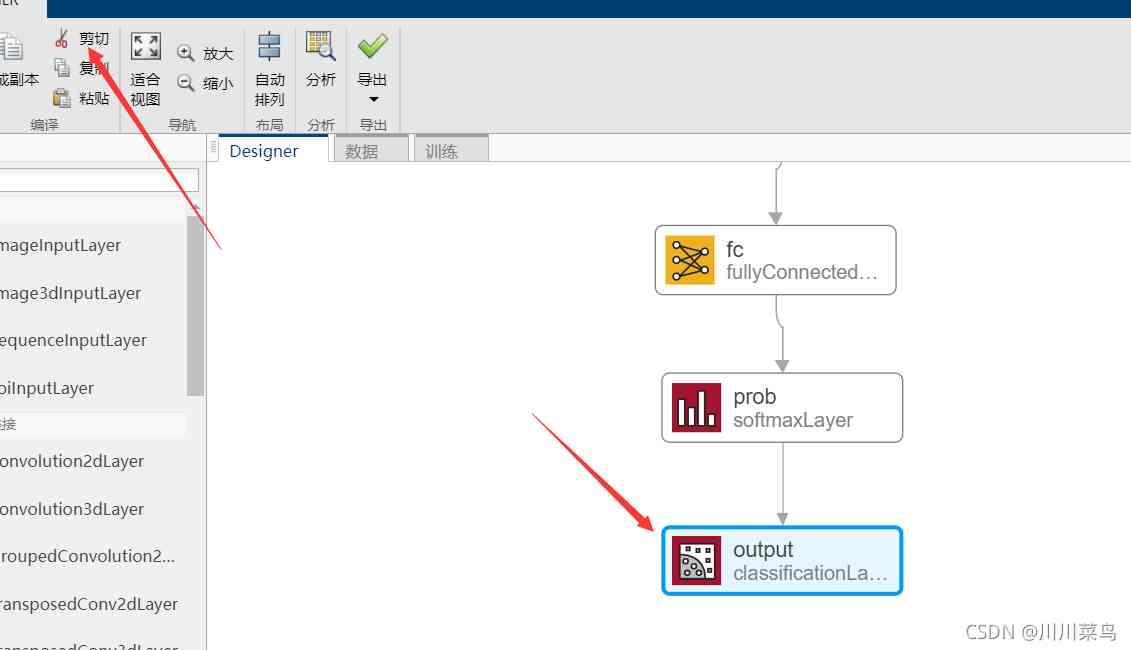 剪切
复制
成副本
粘贴
编译
适合
视图
放大
缩小
导航
自动
排列
布局
分析
分析
导出
导出
Designer
数据
训练
mageInputLayer
mage3dInputLayer
equenceInputLayer
oiInputLayer
连接
onvolution2dLayer
onvolution3dLayer
roupedConvolution2...
ransposedConv2dLayer
ransposedConv3dLayer
fc
fullyConnected...
prob
softmaxLayer
output
classificationLa...
CSDN @川川菜鸟